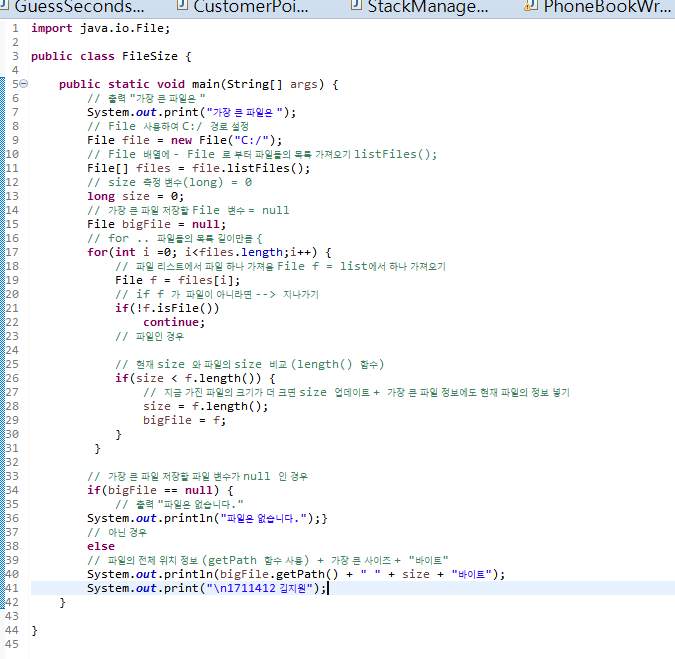 GuessSeconds... CustomerPoi... StackManage... PhoneBookWr...
1 import java.io.File;
2
3 public class FileSize {
4
5 public static void main(String[] args) {
6 // 출력 "가장 큰 파일은 "
7 System.out.print("가장 큰 파일은 ");
8 // File 사용하여 C:/ 경로 설정
9 File file = new File("C:/");
10 // File 배열에 - File 로 부터 파일들의 목록 가져오기 listFiles();
11 File[] files = file.listFiles();
12 // size 측정 변수(long) = 0
13 long size = 0;
14 // 가장 큰 파일 저장할 File 변수 = null
15 File bigFile = null;
16 // for .. 파일들의 목록 길이만큼 {
17 for(int i =0; i<files.length;i++) {
18 // 파일 리스트에서 파일 하나 가져옴 File f = list에서 하나 가져오기
19 File f = files[i];
20 // if f 가 파일이 아니라면 --> 지나가기
21 if(!f.isFile())
22 continue;
23 // 파일인 경우
24
25 // 현재 size 와 파일의 size 비교 (length() 함수)
26 if(size < f.length()) {
27 // 지금 가진 파일의 크기가 더 크면 size 업데이트 + 가장 큰 파일 정보에도 현재 파일의 정보 넣기
28 size = f.length();
29 bigFile = f;
30 }
31 }
32
33 // 가장 큰 파일 저장할 파일 변수가 null 인 경우
34 if(bigFile == null) {
35 // 출력 "파일은 없습니다."
36 System.out.println("파일은 없습니다.");}
37 // 아닌 경우
38 else
39 // 파일의 전체 위치 정보 (getPath 함수 사용) + 가장 큰 사이즈 + "바이트"
40 System.out.println(bigFile.getPath() + " " + size + "바이트");
41 System.out.print("\n1711412 김지원");
42 }
43
44 }
45